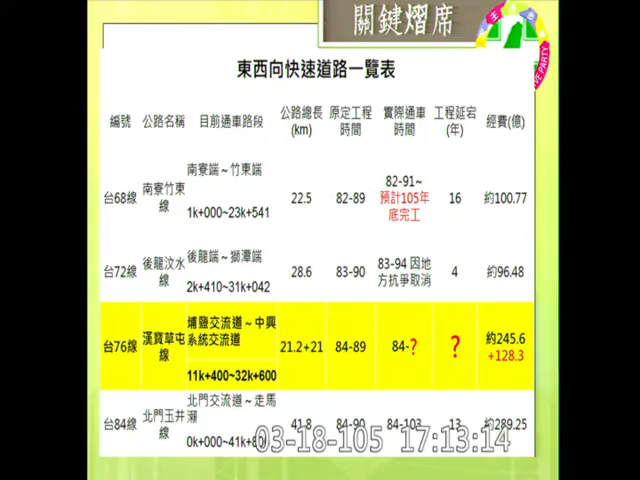 關鍵熠席
主
IVE PARTY
東西向快速道路一覽表
編號 公路名稱 目前通車路段 公路總長(km) 原定工程時間 實際通車時間 工程延宕(年) 經費(億)
台68線 南寮竹東線 南寮端～竹東端 1k+000~23k+541 22.5 82-89 82-91~預計105年底完工 16 約100.77
台72線 後龍汶水線 後龍端～獅潭端 2k+410~31k+042 28.6 83-90 83-94 因地方抗爭取消 4 約96.48
台76線 漢寶草屯線 埔鹽交流道～中興系統交流道 11k+400~32k+600 21.2+21 84-89 84-? ? 約245.6 +128.3
台84線 北門玉井線 北門交流道～走馬瀨 0k+000~41k+80 41.8 84-90 84-103 13 約289.25
03-18-105 17:13:14